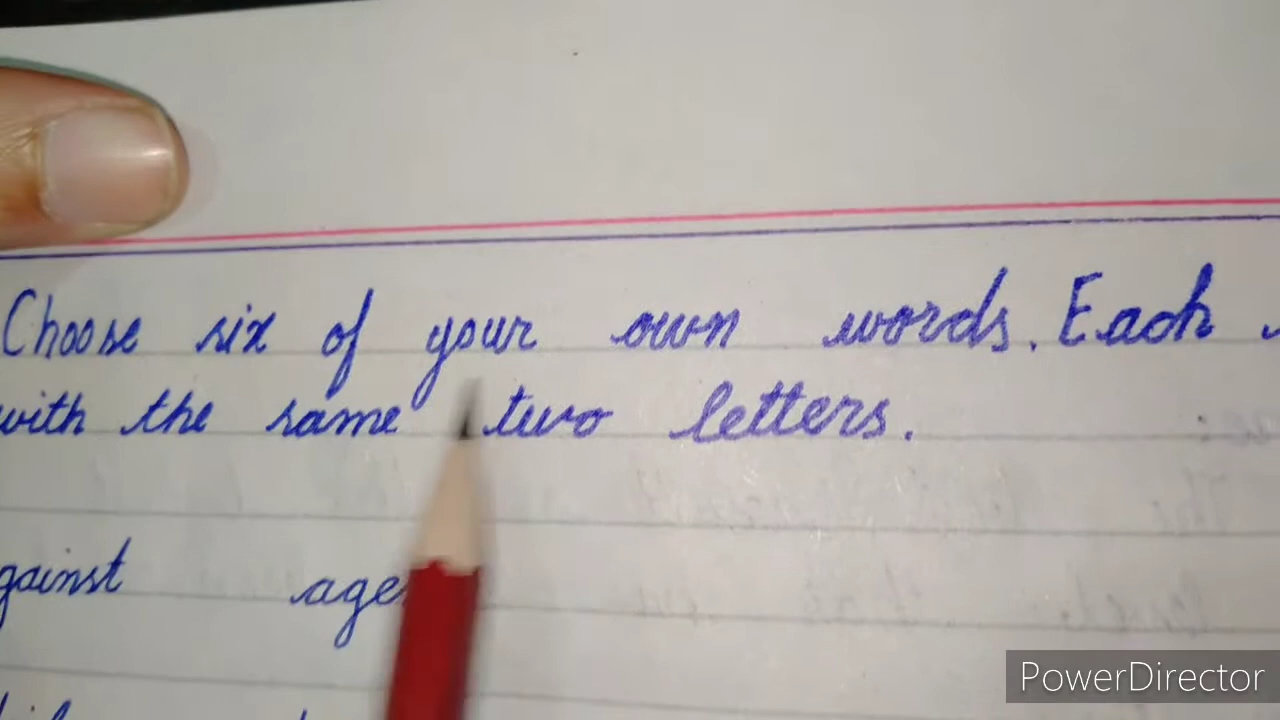 Choose six of your own words. Each
with the same two letters.
gainst age
PowerDirector